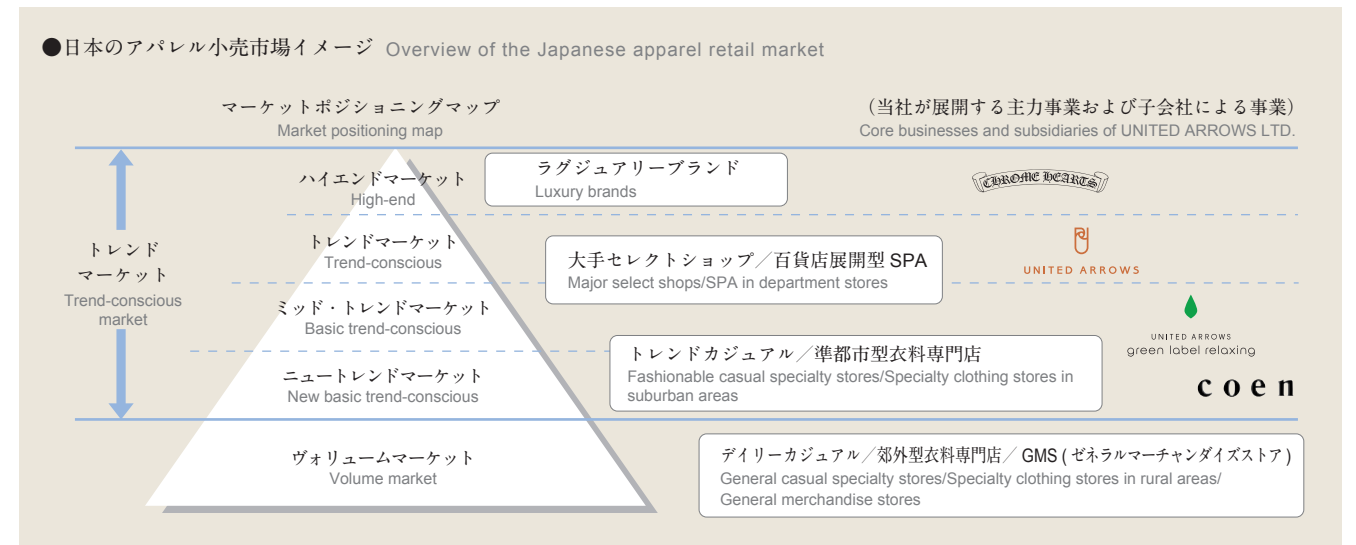 ●日本のアパレル小売市場イメージ Overview of the Japanese apparel retail market
マーケットポジショニングマップ
Market positioning map
（当社が展開する主力事業および子会社による事業）
Core businesses and subsidiaries of UNITED ARROWS LTD.
トレンド
マーケット
Trend-conscious
market
ハイエンドマーケット
High-end
ラグジュアリーブランド
Luxury brands
CHROME HEARTS
トレンドマーケット
Trend-conscious
大手セレクトショップ／百貨店展開型 SPA
Major select shops/SPA in department stores
UNITED ARROWS
ミッド・トレンドマーケット
Basic trend-conscious
UNITED ARROWS
green label relaxing
ニュートレンドマーケット
New basic trend-conscious
トレンドカジュアル／準都市型衣料専門店
Fashionable casual specialty stores/Specialty clothing stores in
suburban areas
coen
ヴォリュームマーケット
Volume market
デイリーカジュアル／郊外型衣料専門店／ GMS ( ゼネラルマーチャンダイズストア )
General casual specialty stores/Specialty clothing stores in rural areas/
General merchandise stores